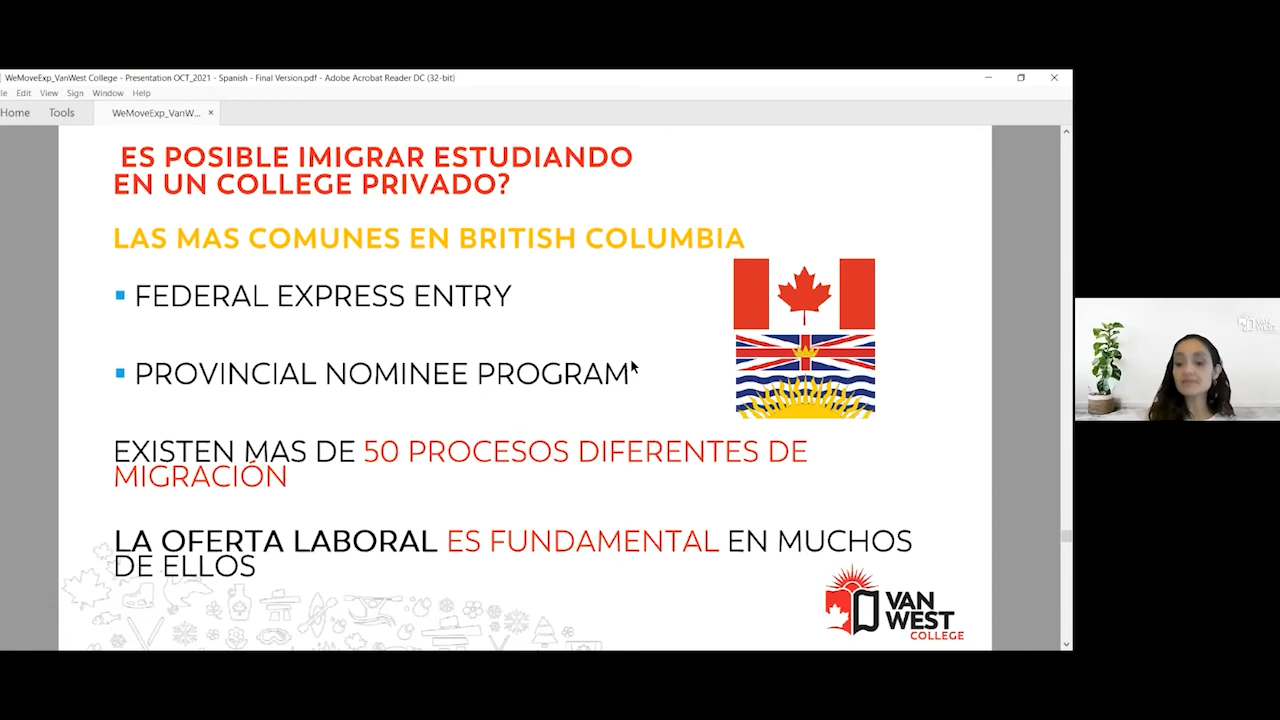 WeMoveExp_VanWest College - Presentation OCT_2021 - Spanish - Final Version.pdf - Adobe Acrobat Reader DC (32-bit)
le Edit View Sign Window Help
Home Tools WeMoveExp_VanW... ×
ES POSIBLE IMIGRAR ESTUDIANDO
EN UN COLLEGE PRIVADO?
LAS MAS COMUNES EN BRITISH COLUMBIA
▪ FEDERAL EXPRESS ENTRY
▪ PROVINCIAL NOMINEE PROGRAM
EXISTEN MAS DE 50 PROCESOS DIFERENTES DE
MIGRACIÓN
LA OFERTA LABORAL ES FUNDAMENTAL EN MUCHOS
DE ELLOS
VAN
WEST
COLLEGE